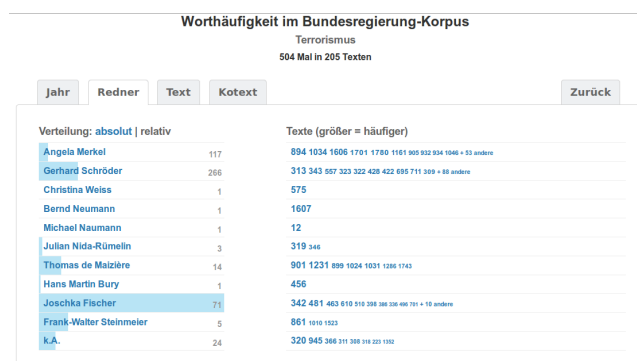 Worthäufigkeit im Bundesregierung-Korpus
Terrorismus
504 Mal in 205 Texten
Jahr Redner Text Kotext Zurück
Verteilung: absolut | relativ Texte (größer = häufiger)
Angela Merkel 117 894 1034 1606 1701 1780 1161 905 932 934 1046 + 53 andere
Gerhard Schröder 266 313 343 557 323 322 428 422 695 711 309 + 88 andere
Christina Weiss 1 575
Bernd Neumann 1 1607
Michael Naumann 1 12
Julian Nida-Rümelin 3 319 346
Thomas de Maizière 14 901 1231 899 1024 1031 1286 1743
Hans Martin Bury 1 456
Joschka Fischer 71 342 481 463 610 510 398 386 336 496 701 + 10 andere
Frank-Walter Steinmeier 5 861 1010 1523
k.A. 24 320 945 366 311 308 318 223 1352